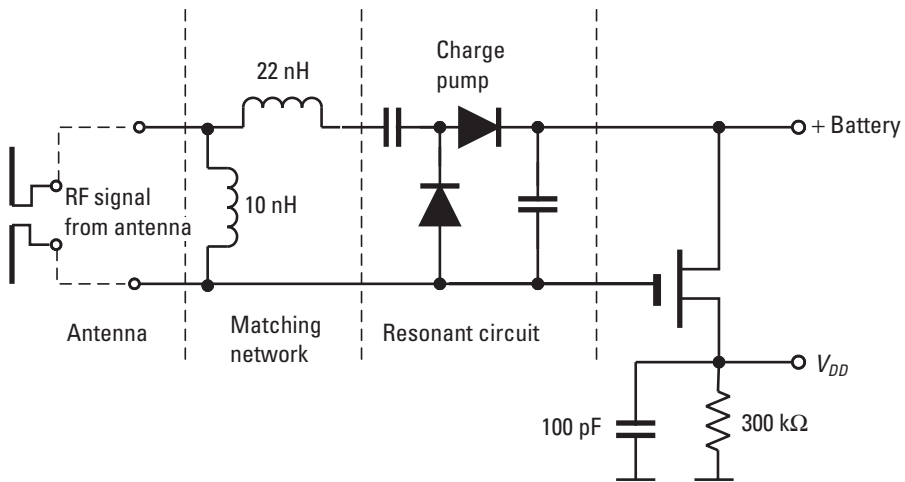 Charge
pump
22 nH
+ Battery
RF signal
from antenna
10 nH
Antenna
Matching
network
Resonant circuit
V_DD
100 pF
300 kΩ